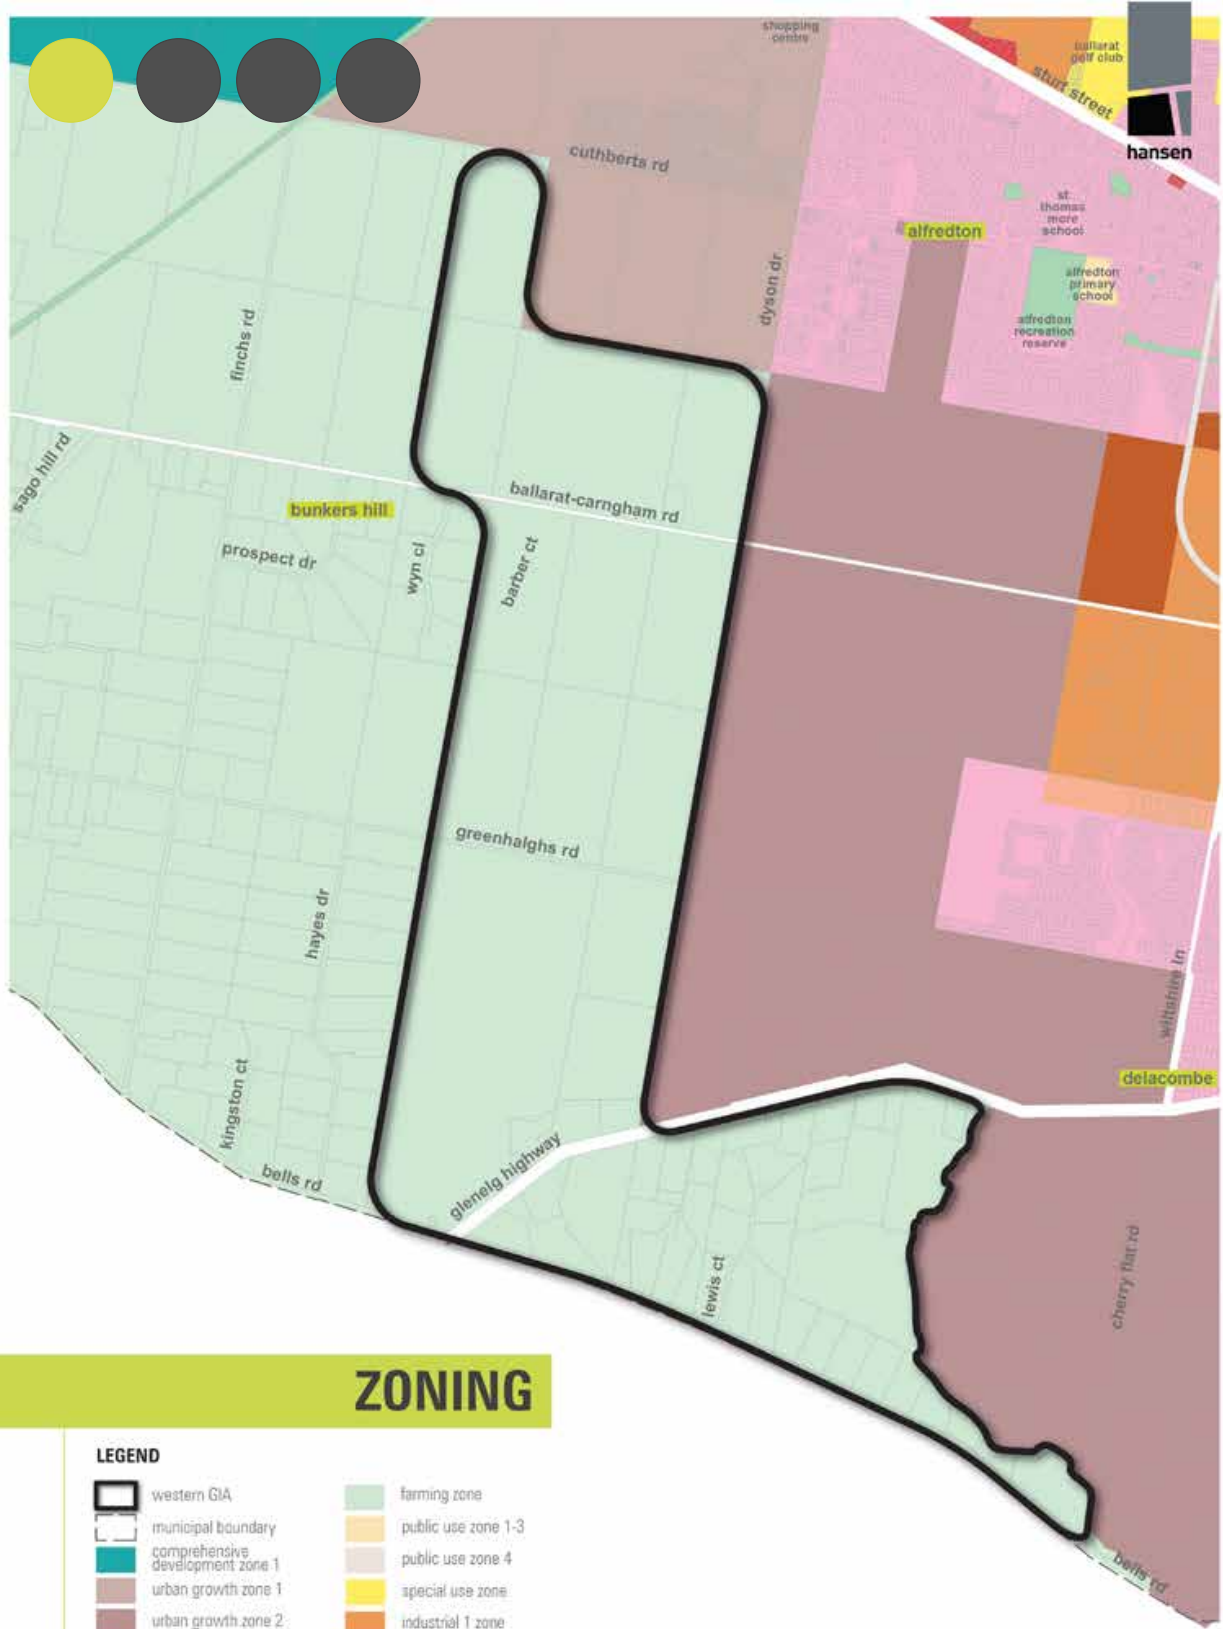 shopping
centre
ballarat
golf club
sturt street
hansen
cuthberts rd
st
thomas
more
school
alfredton
alfredton
primary
school
dyson dr
alfredton
recreation
reserve
finchs rd
sago hill rd
bunkers hill
ballarat-carngham rd
prospect dr
wyn cl
barber ct
greenhalghs rd
hayes dr
wiltshire ln
kingston ct
delacombe
bells rd
glenelg highway
lewis ct
cherry flat rd
bells rd
ZONING
LEGEND
western GIA
municipal boundary
comprehensive
development zone 1
urban growth zone 1
urban growth zone 2
farming zone
public use zone 1-3
public use zone 4
special use zone
industrial 1 zone